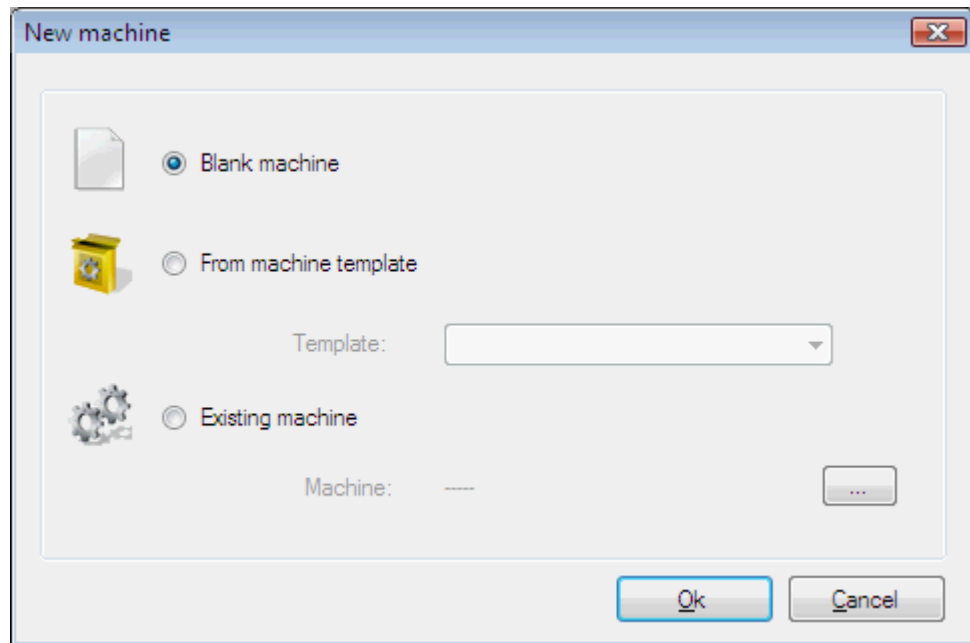 New machine
Blank machine
From machine template
Template:
Existing machine
Machine: -----
...
Ok
Cancel